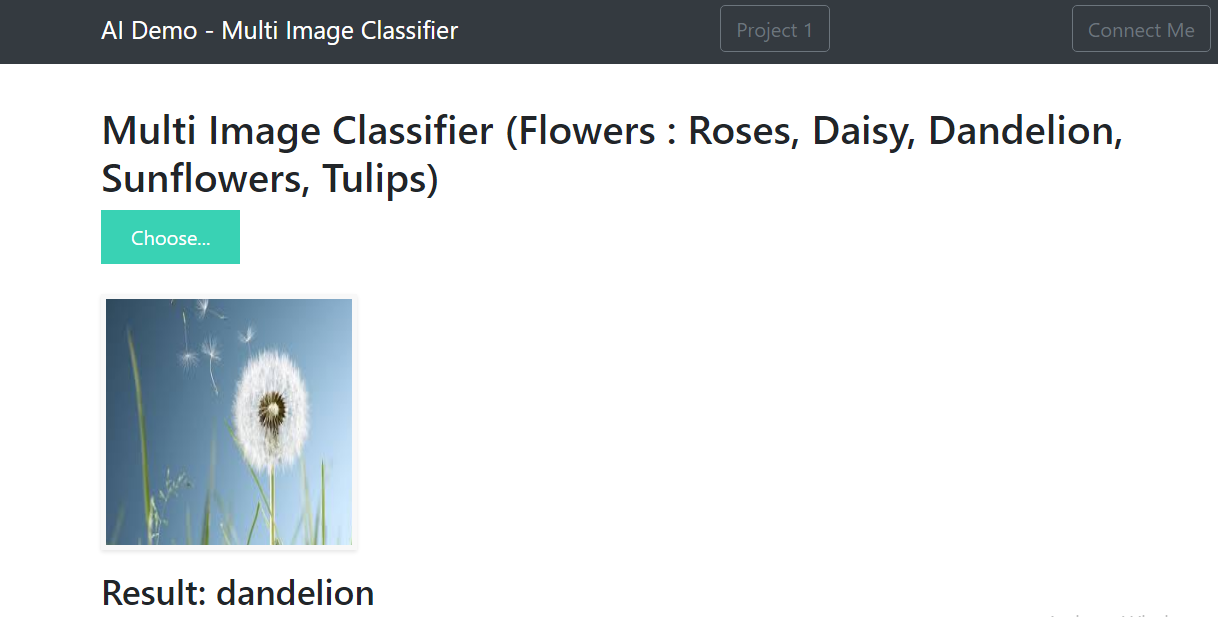 AI Demo - Multi Image Classifier
Project 1
Connect Me
Multi Image Classifier (Flowers : Roses, Daisy, Dandelion,
Sunflowers, Tulips)
Choose...
Result: dandelion